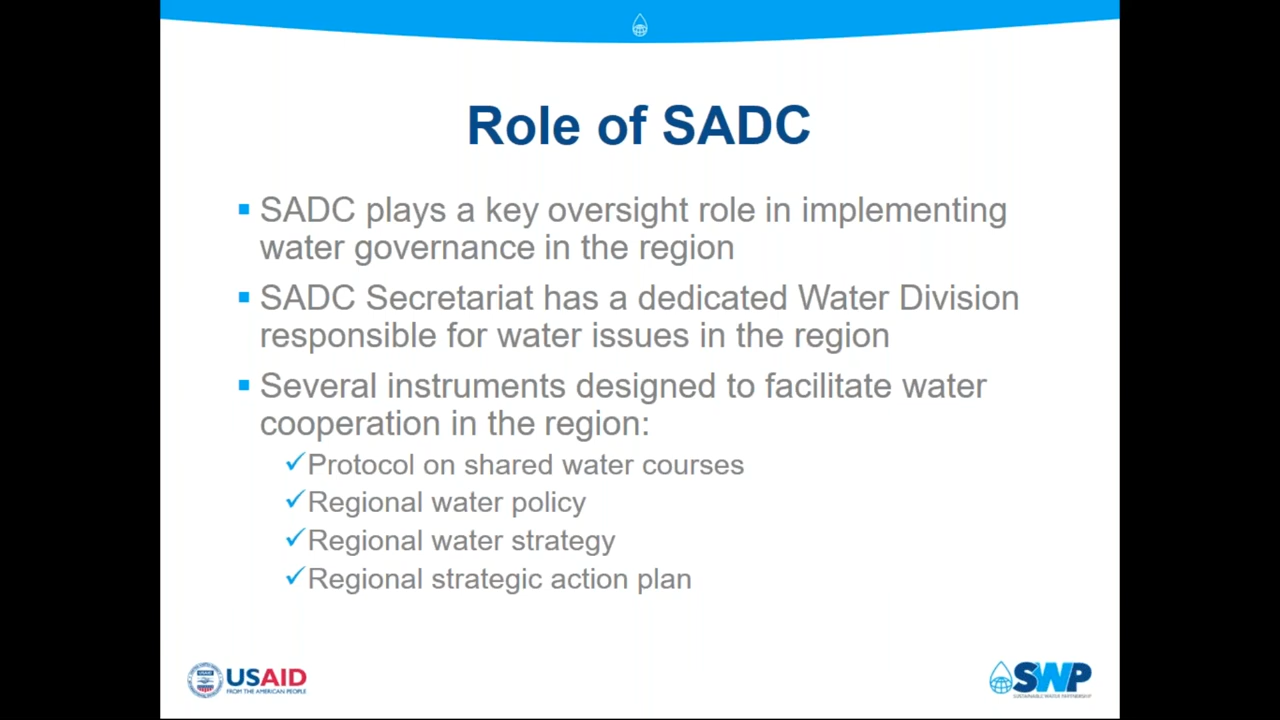 Role of SADC
SADC plays a key oversight role in implementing
water governance in the region
SADC Secretariat has a dedicated Water Division
responsible for water issues in the region
Several instruments designed to facilitate water
cooperation in the region:
Protocol on shared water courses
Regional water policy
Regional water strategy
Regional strategic action plan
USAID
FROM THE AMERICAN PEOPLE
SWP
SUSTAINABLE WATER PARTNERSHIP